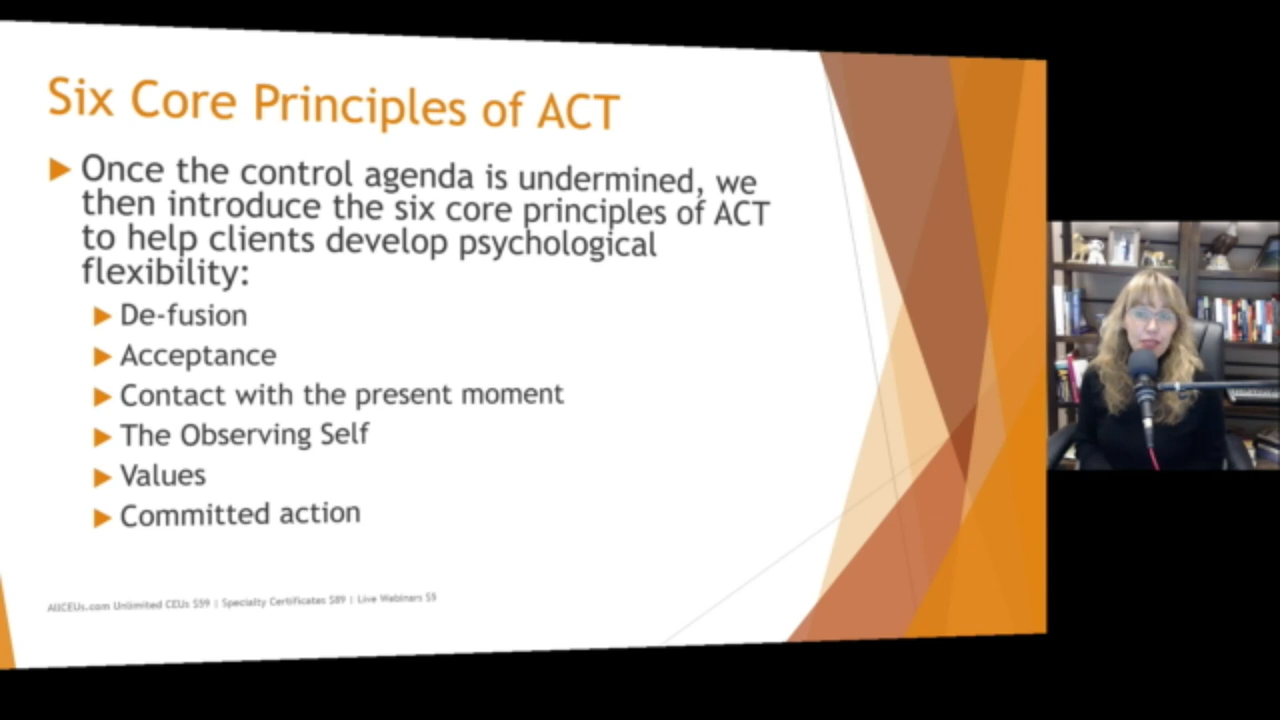 Six Core Principles of ACT
Once the control agenda is undermined, we
then introduce the six core principles of ACT
to help clients develop psychological
flexibility:
De-fusion
Acceptance
Contact with the present moment
The Observing Self
Values
Committed action
AllCEUs.com Unlimited CEUs $59 | Specialty Certificates $89 | Live Webinars $5